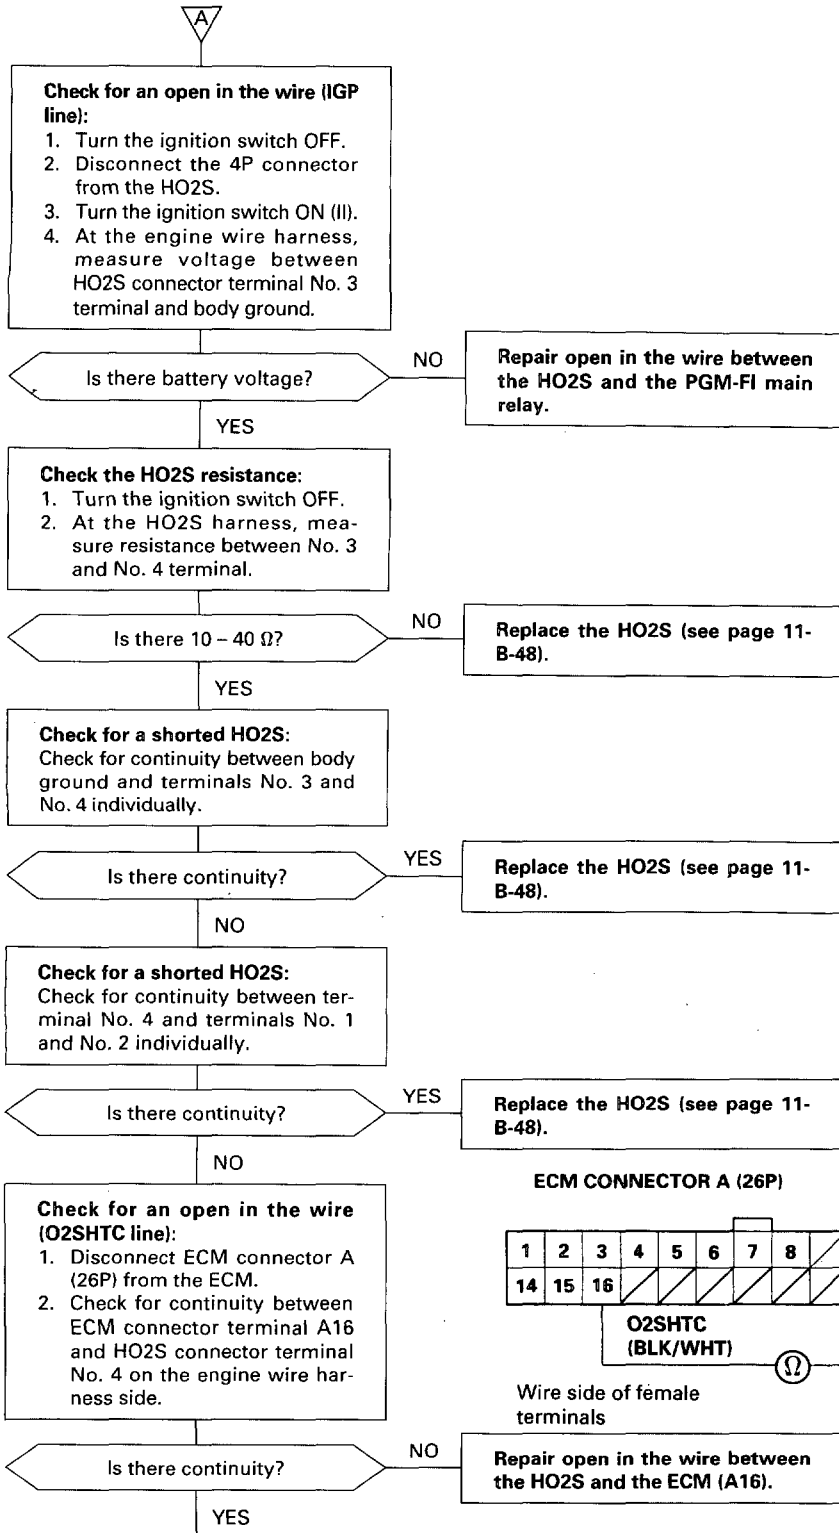 A
Check for an open in the wire (IGP
line):
1. Turn the ignition switch OFF.
2. Disconnect the 4P connector
from the HO2S.
3. Turn the ignition switch ON (II).
4. At the engine wire harness,
measure voltage between
HO2S connector terminal No. 3
terminal and body ground.
Is there battery voltage?
NO
Repair open in the wire between
the HO2S and the PGM-FI main
relay.
YES
Check the HO2S resistance:
1. Turn the ignition switch OFF.
2. At the HO2S harness, mea-
sure resistance between No. 3
and No. 4 terminal.
Is there 10 – 40 Ω?
NO
Replace the HO2S (see page 11-
B-48).
YES
Check for a shorted HO2S:
Check for continuity between body
ground and terminals No. 3 and
No. 4 individually.
Is there continuity?
YES
Replace the HO2S (see page 11-
B-48).
NO
Check for a shorted HO2S:
Check for continuity between ter-
minal No. 4 and terminals No. 1
and No. 2 individually.
Is there continuity?
YES
Replace the HO2S (see page 11-
B-48).
NO
Check for an open in the wire
(O2SHTC line):
1. Disconnect ECM connector A
(26P) from the ECM.
2. Check for continuity between
ECM connector terminal A16
and HO2S connector terminal
No. 4 on the engine wire har-
ness side.
ECM CONNECTOR A (26P)
1 2 3 4 5 6 7 8
14 15 16
O2SHTC
(BLK/WHT)
Ω
Wire side of female
terminals
Is there continuity?
NO
Repair open in the wire between
the HO2S and the ECM (A16).
YES